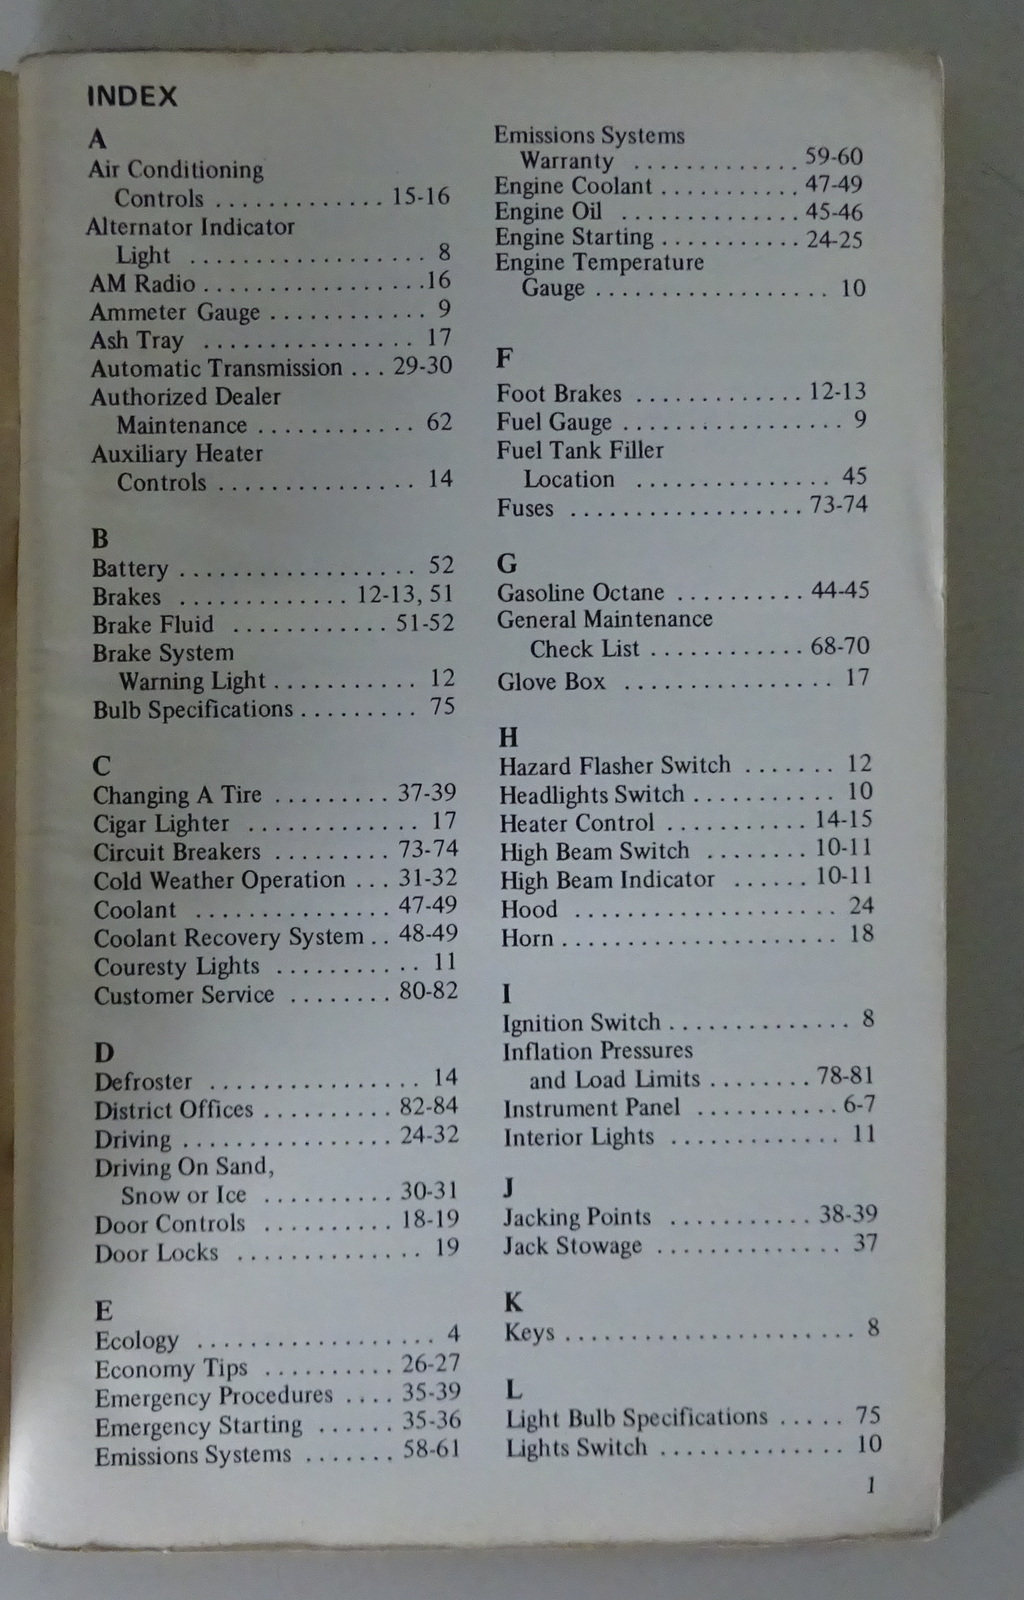 INDEX
A
Air Conditioning
Controls ............. 15-16
Alternator Indicator
Light .................. 8
AM Radio .................16
Ammeter Gauge ............ 9
Ash Tray ................ 17
Automatic Transmission ... 29-30
Authorized Dealer
Maintenance ............ 62
Auxiliary Heater
Controls ............... 14
B
Battery .................. 52
Brakes ............. 12-13, 51
Brake Fluid ............ 51-52
Brake System
Warning Light ........... 12
Bulb Specifications ......... 75
C
Changing A Tire ......... 37-39
Cigar Lighter ............. 17
Circuit Breakers ......... 73-74
Cold Weather Operation ... 31-32
Coolant ............... 47-49
Coolant Recovery System .. 48-49
Couresty Lights ........... 11
Customer Service ........ 80-82
D
Defroster ................ 14
District Offices .......... 82-84
Driving ................ 24-32
Driving On Sand,
Snow or Ice .......... 30-31
Door Controls .......... 18-19
Door Locks .............. 19
E
Ecology .................. 4
Economy Tips .......... 26-27
Emergency Procedures .... 35-39
Emergency Starting ...... 35-36
Emissions Systems ....... 58-61
Emissions Systems
Warranty ............. 59-60
Engine Coolant ........... 47-49
Engine Oil .............. 45-46
Engine Starting ........... 24-25
Engine Temperature
Gauge .................. 10
F
Foot Brakes ............. 12-13
Fuel Gauge ................. 9
Fuel Tank Filler
Location ............... 45
Fuses .................. 73-74
G
Gasoline Octane .......... 44-45
General Maintenance
Check List ............ 68-70
Glove Box ................ 17
H
Hazard Flasher Switch ....... 12
Headlights Switch ........... 10
Heater Control ........... 14-15
High Beam Switch ........ 10-11
High Beam Indicator ...... 10-11
Hood .................... 24
Horn ..................... 18
I
Ignition Switch .............. 8
Inflation Pressures
and Load Limits ........ 78-81
Instrument Panel ........... 6-7
Interior Lights ............. 11
J
Jacking Points ........... 38-39
Jack Stowage .............. 37
K
Keys ...................... 8
L
Light Bulb Specifications ..... 75
Lights Switch .............. 10
1